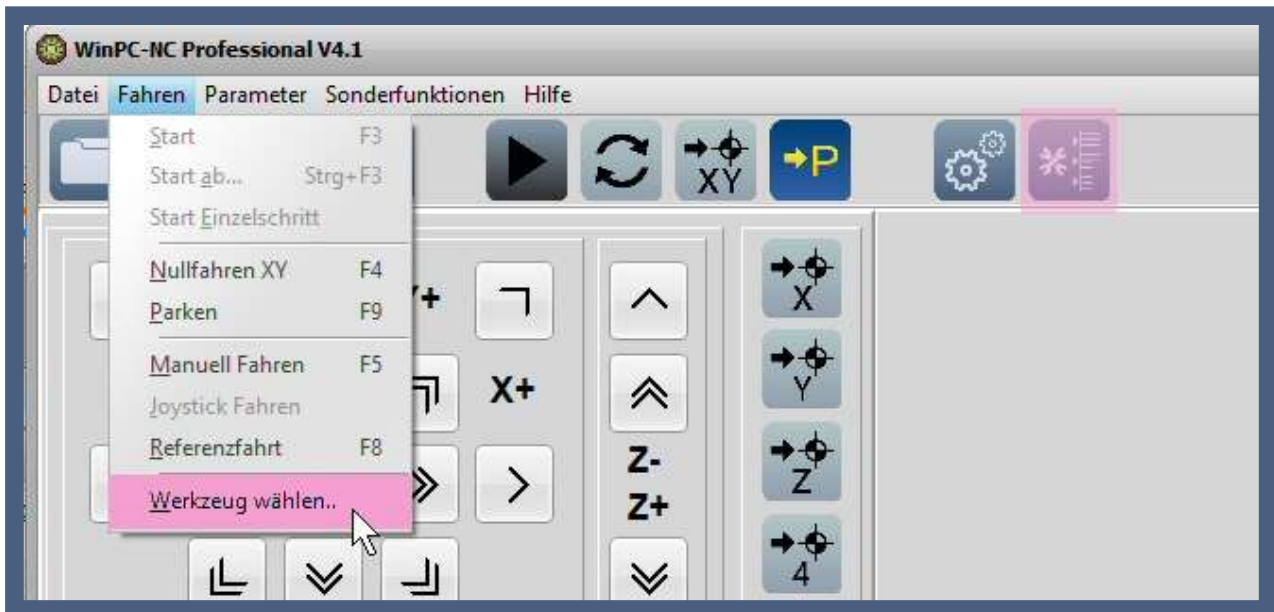 WinPC-NC Professional V4.1
Datei Fahren Parameter Sonderfunktionen Hilfe
Start F3
Start ab... Strg+F3
Start Einzelschritt
Nullfahren XY F4
Parken F9
Manuell Fahren F5
Joystick Fahren
Referenzfahrt F8
Werkzeug wählen..
XY
P
X+
Z-
Z+
X
Y
Z
4